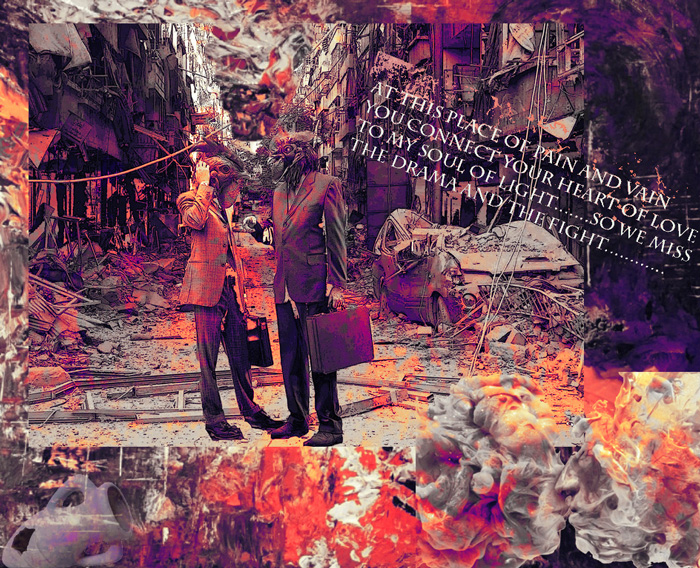 AT THIS PLACE OF PAIN AND VAIN
YOU CONNECT YOUR HEART OF LOVE
TO MY SOUL OF LIGHT.......SO WE MISS
THE DRAMA AND THE FIGHT............